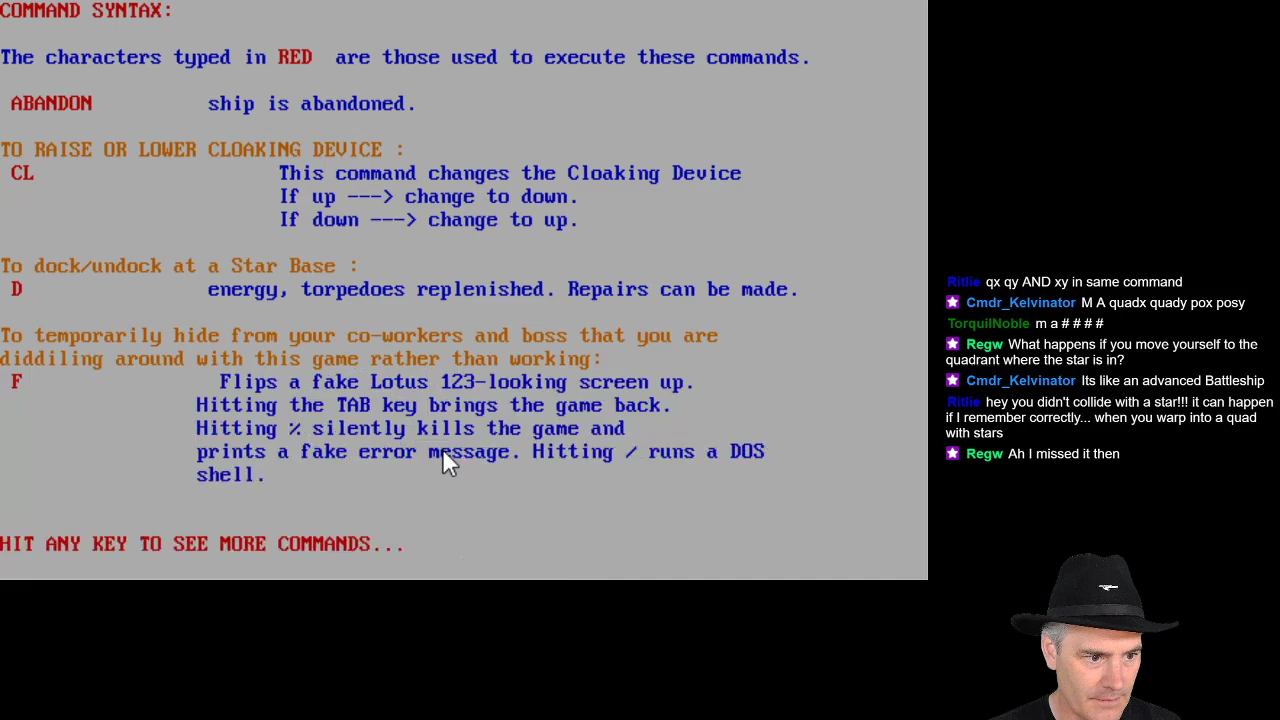 COMMAND SYNTAX:
The characters typed in RED are those used to execute these commands.
ABANDON ship is abandoned.
TO RAISE OR LOWER CLOAKING DEVICE :
CL This command changes the Cloaking Device
If up ---> change to down.
If down ---> change to up.
To dock/undock at a Star Base :
D energy, torpedoes replenished. Repairs can be made.
To temporarily hide from your co-workers and boss that you are
diddiling around with this game rather than working:
F Flips a fake Lotus 123-looking screen up.
Hitting the TAB key brings the game back.
Hitting % silently kills the game and
prints a fake error message. Hitting / runs a DOS
shell.
HIT ANY KEY TO SEE MORE COMMANDS...
Ritlie qx qy AND xy in same command
Cmdr_Kelvinator M A quadx quady pox posy
TorquilNoble m a # # # #
Regw What happens if you move yourself to the
quadrant where the star is in?
Cmdr_Kelvinator Its like an advanced Battleship
Ritlie hey you didn't collide with a star!!! it can happen
if I remember correctly... when you warp into a quad
with stars
Regw Ah I missed it then